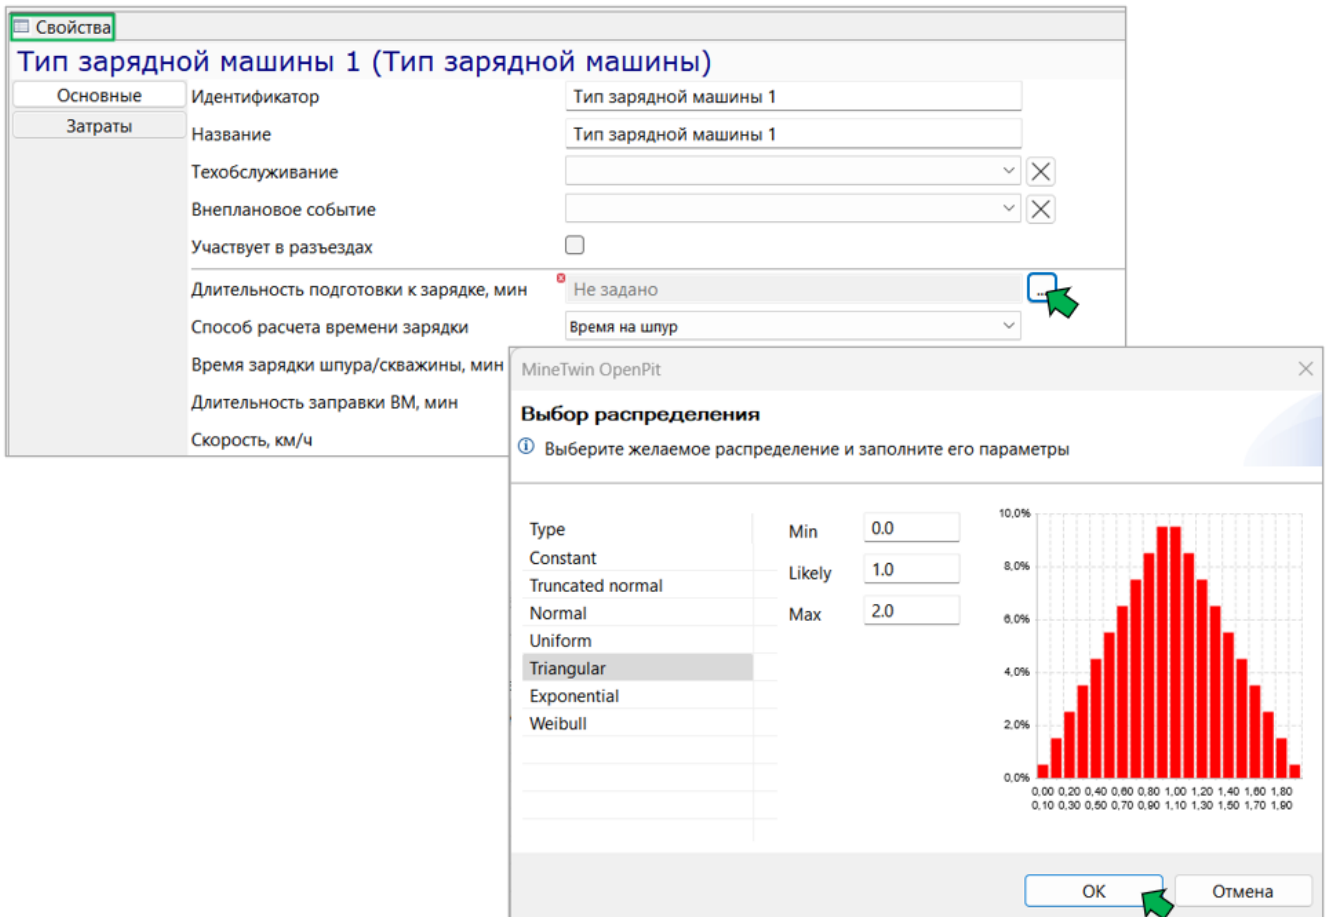 Свойства
Тип зарядной машины 1 (Тип зарядной машины)
Основные
Затраты
Идентификатор
Тип зарядной машины 1
Название
Тип зарядной машины 1
Техобслуживание
Внеплановое событие
Участвует в разъездах
Длительность подготовки к зарядке, мин
Не задано
...
Способ расчета времени зарядки
Время на шпур
Время зарядки шпура/скважины, мин
Длительность заправки ВМ, мин
Скорость, км/ч
MineTwin OpenPit
Выбор распределения
Выберите желаемое распределение и заполните его параметры
Type
Constant
Truncated normal
Normal
Uniform
Triangular
Exponential
Weibull
Min 0.0
Likely 1.0
Max 2.0
10,0%
8,0%
6,0%
4,0%
2,0%
0,0%
0,00 0,20 0,40 0,60 0,80 1,00 1,20 1,40 1,60 1,80
0,10 0,30 0,50 0,70 0,90 1,10 1,30 1,50 1,70 1,90
OK
Отмена